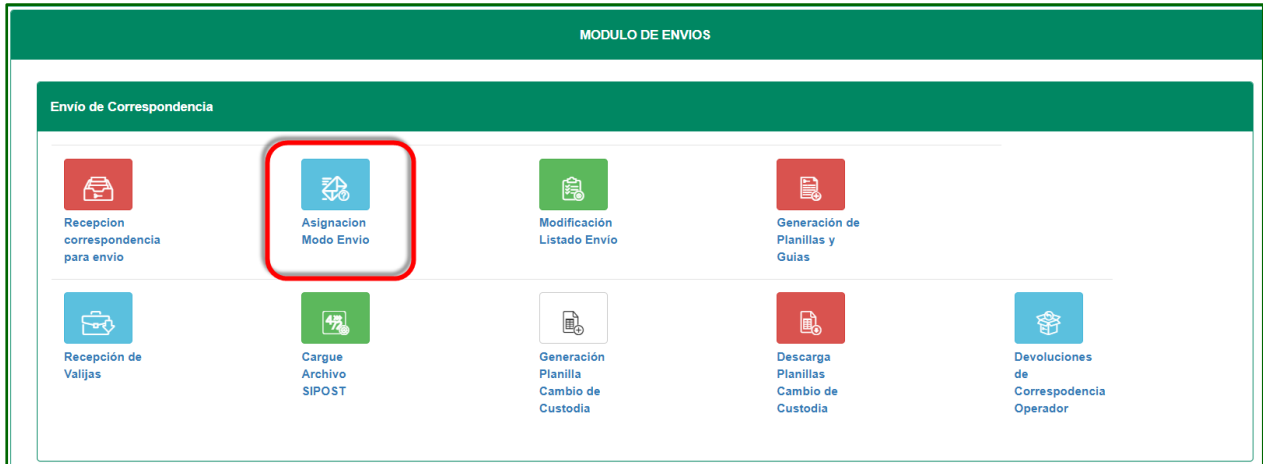 MODULO DE ENVIOS
Envío de Correspondencia
Recepcion
correspondencia
para envio
Asignacion
Modo Envio
Modificación
Listado Envio
Generación de
Planillas y
Guias
Recepción de
Valijas
Cargue
Archivo
SIPOST
Generación
Planilla
Cambio de
Custodia
Descarga
Planillas
Cambio de
Custodia
Devoluciones
de
Correspodencia
Operador